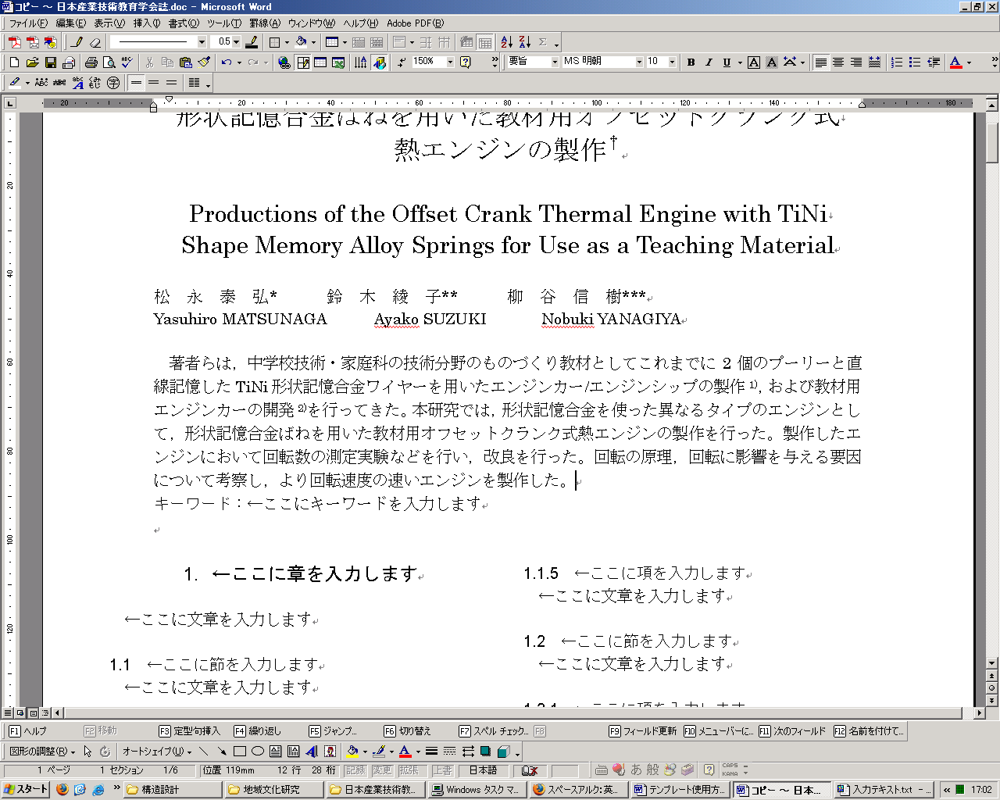 コピー ～ 日本産業技術教育学会誌.doc - Microsoft Word
ファイル(F) 編集(E) 表示(V) 挿入(I) 書式(O) ツール(T) 罫線(A) ウィンドウ(W) ヘルプ(H) Adobe PDF(B)
0.5
150% 要旨 MS 明朝 10 B I U A A A
20 20 40 60 80 100 120 140 180
形状記憶合金ばねを用いた教材用オフセットクランク式
熱エンジンの製作†
Productions of the Offset Crank Thermal Engine with TiNi
Shape Memory Alloy Springs for Use as a Teaching Material
松 永 泰 弘* 鈴 木 綾 子** 柳 谷 信 樹***
Yasuhiro MATSUNAGA Ayako SUZUKI Nobuki YANAGIYA
著者らは，中学校技術・家庭科の技術分野のものづくり教材としてこれまでに 2 個のプーリーと直
線記憶した TiNi 形状記憶合金ワイヤーを用いたエンジンカー/エンジンシップの製作 1)，および教材用
エンジンカーの開発 2)を行ってきた。本研究では，形状記憶合金を使った異なるタイプのエンジンとし
て，形状記憶合金ばねを用いた教材用オフセットクランク式熱エンジンの製作を行った。製作したエ
ンジンにおいて回転数の測定実験などを行い，改良を行った。回転の原理，回転に影響を与える要因
について考察し，より回転速度の速いエンジンを製作した。
キーワード：←ここにキーワードを入力します
1. ←ここに章を入力します
←ここに文章を入力します
1.1 ←ここに節を入力します
←ここに文章を入力します
1.1.5 ←ここに項を入力します
←ここに文章を入力します
1.2 ←ここに節を入力します
←ここに文章を入力します
1.2.1 ←ここに項を入力します
20
40
60
80
100
120
F1 ヘルプ F2 移動 F3 定型句挿入 F4 繰り返し F5 ジャンプ... F6 切り替え F7 スペル チェック... F8 F9 フィールド更新 F10 メニューバーに... F11 次のフィールド F12 名前を付けて...
図形の調整(R) オートシェイプ(U)
1 ページ 1 セクション 1/6 位置 119mm 12 行 28 桁 記録 変更 拡張 上書 日本語 あ 般 CAPS KANA
スタート 構造設計 地域文化研究 日本産業技術教... Windows タスク マ... スペースアルク: 英... テンプレート使用方... コピー ～ 日本... 入力テキスト.txt - ... 17:02